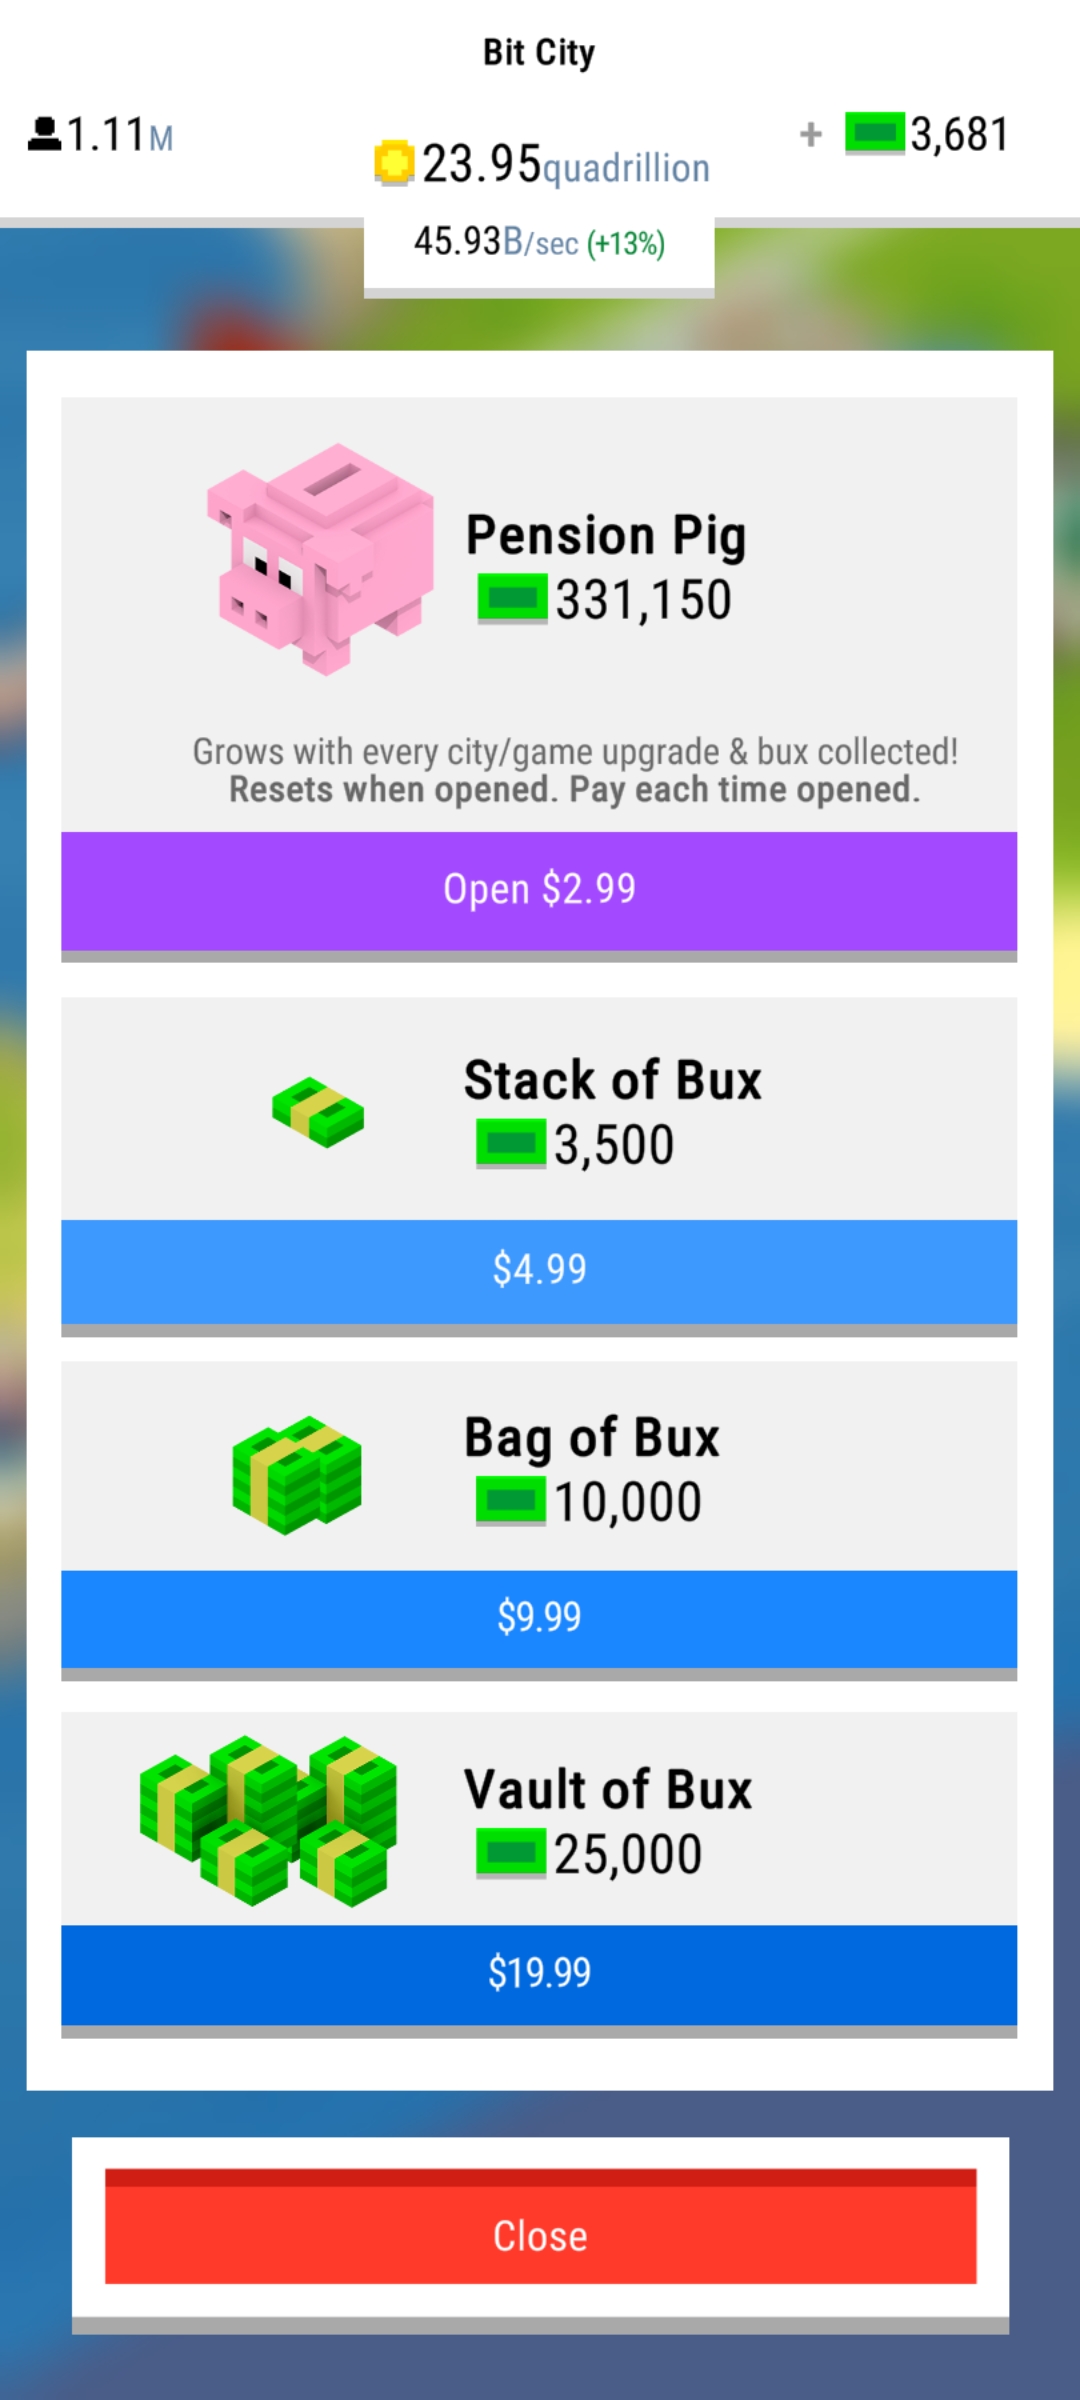 Bit City
1.11M
23.95quadrillion
+ 3,681
45.93B/sec (+13%)
Pension Pig
331,150
Grows with every city/game upgrade & bux collected!
Resets when opened. Pay each time opened.
Open $2.99
Stack of Bux
3,500
$4.99
Bag of Bux
10,000
$9.99
Vault of Bux
25,000
$19.99
Close